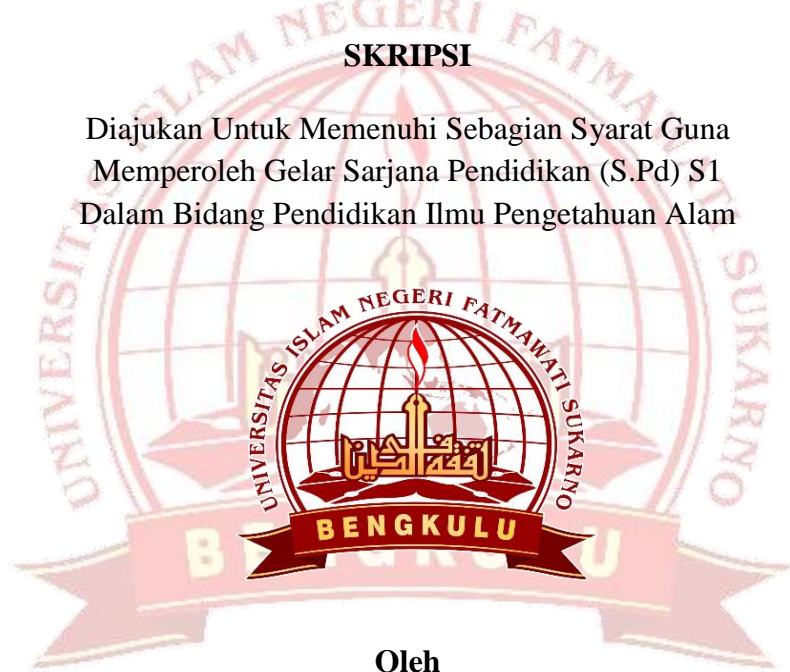 SKRIPSI
Diajukan Untuk Memenuhi Sebagian Syarat Guna
Memperoleh Gelar Sarjana Pendidikan (S.Pd) S1
Dalam Bidang Pendidikan Ilmu Pengetahuan Alam
UNIVERSITAS ISLAM NEGERI FATMAWATI SUKARNO
BENGKULU
Oleh